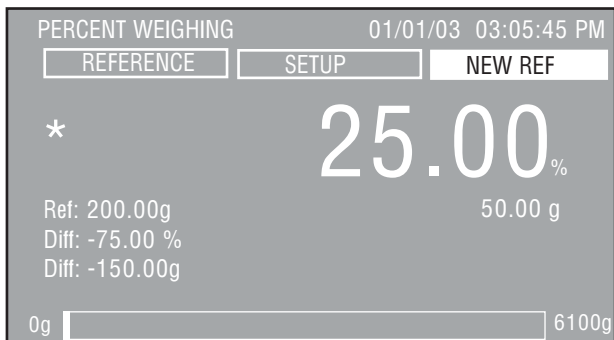 PERCENT WEIGHING 01/01/03 03:05:45 PM
REFERENCE SETUP NEW REF
* 25.00%
Ref: 200.00g 50.00 g
Diff: -75.00 %
Diff: -150.00g
0g 6100g